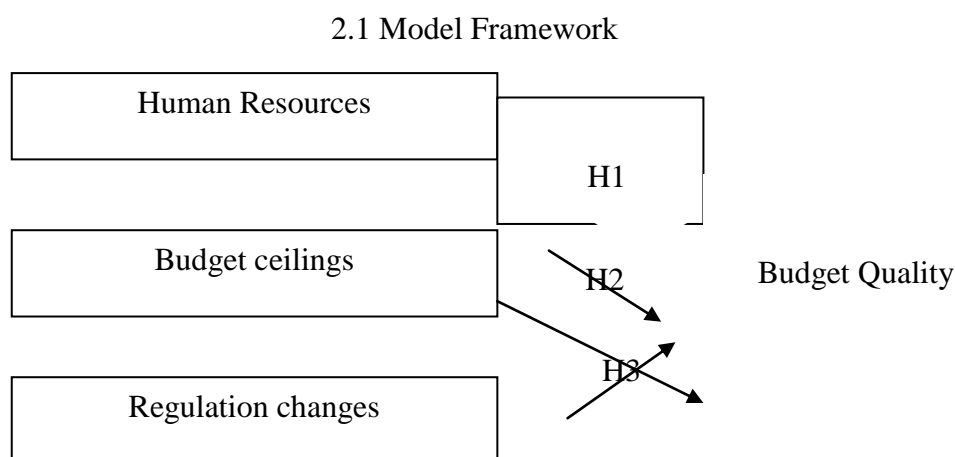 2.1 Model Framework
Human Resources
H1
Budget ceilings
H2
Budget Quality
H3
Regulation changes